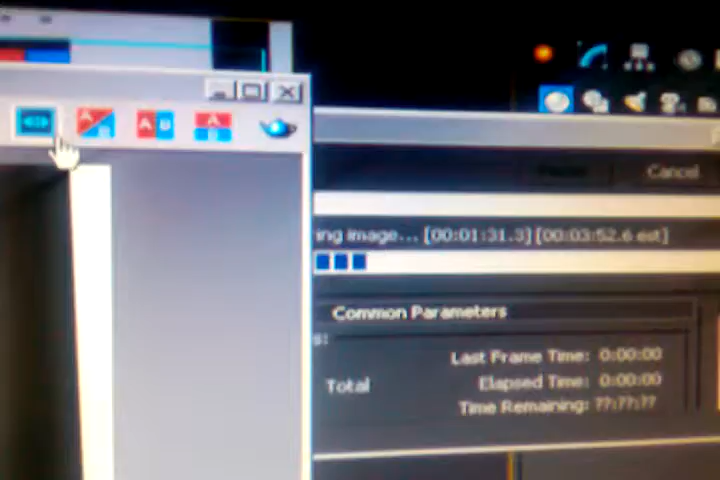 A
A B
A
Cancel
ring image... [00:01:31.3] [00:03:52.6 est]
Common Parameters
s:
Last Frame Time: 0:00:00
Total
Elapsed Time: 0:00:00
Time Remaining: ??:??:??